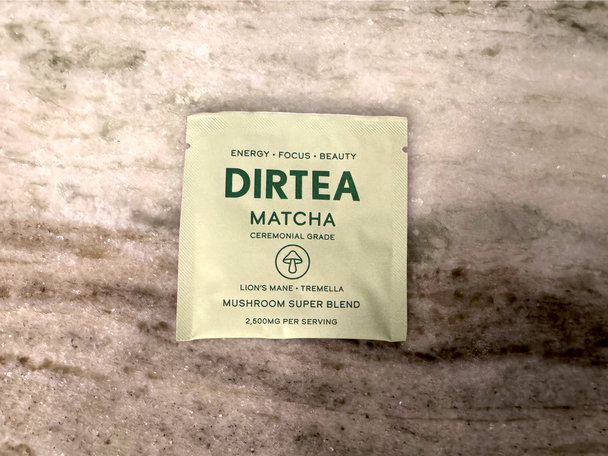 ENERGY • FOCUS • BEAUTY
DIRTEA
MATCHA
CEREMONIAL GRADE
LION'S MANE • TREMELLA
MUSHROOM SUPER BLEND
2,500MG PER SERVING